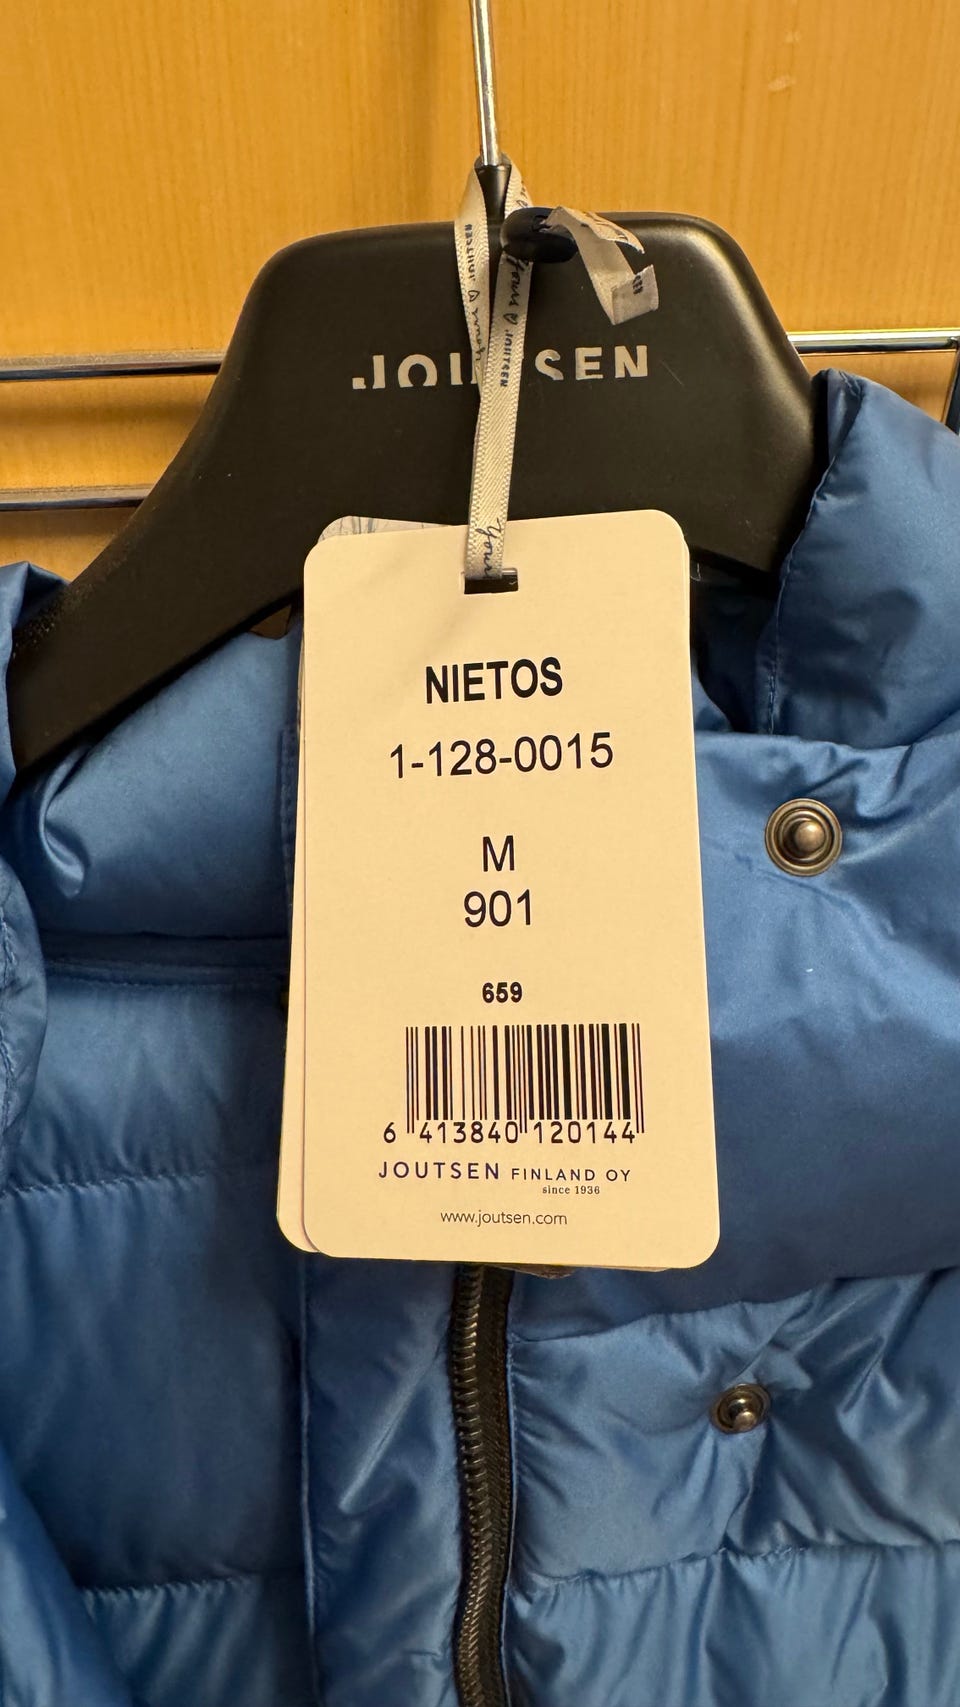 JOUTSEN
NIETOS
1-128-0015
M
901
659
6 413840 120144
JOUTSEN FINLAND OY
since 1936
www.joutsen.com